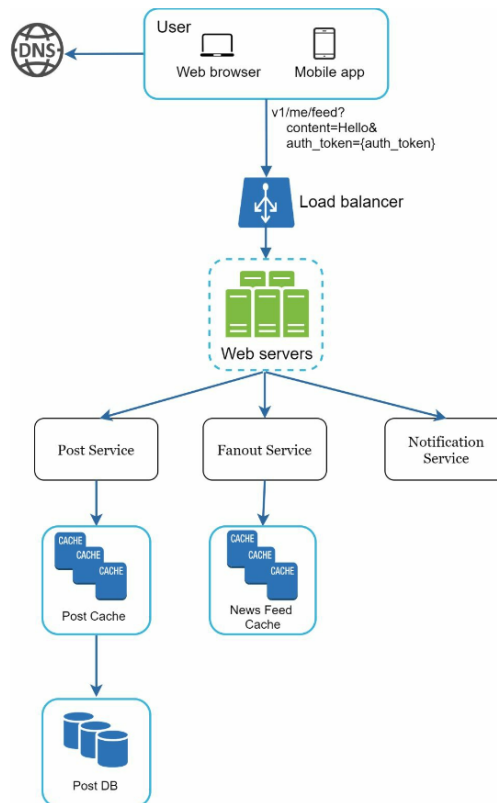 User
DNS
Web browser
Mobile app
v1/me/feed?
content=Hello&
auth_token={auth_token}
Load balancer
Web servers
Post Service
Fanout Service
Notification
Service
CACHE
CACHE
CACHE
Post Cache
CACHE
CACHE
CACHE
News Feed
Cache
Post DB